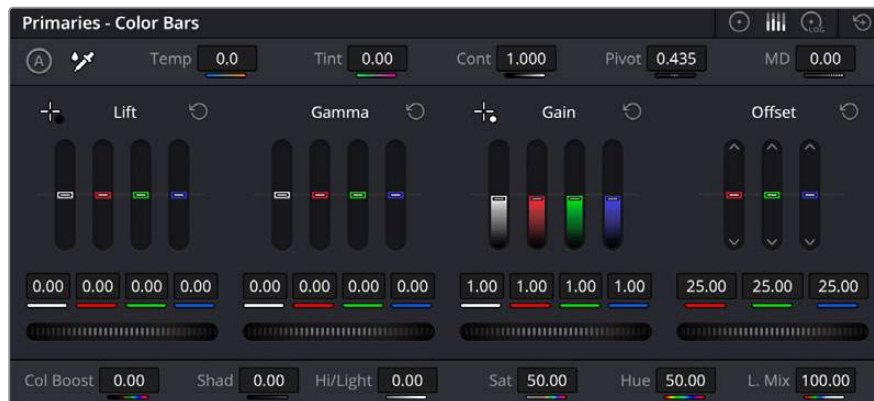 Primaries - Color Bars
LOG
A Temp 0.0 Tint 0.00 Cont 1.000 Pivot 0.435 MD 0.00
Lift Gamma Gain Offset
0.00 0.00 0.00 0.00 0.00 0.00 0.00 0.00 1.00 1.00 1.00 1.00 25.00 25.00 25.00
Col Boost 0.00 Shad 0.00 Hi/Light 0.00 Sat 50.00 Hue 50.00 L. Mix 100.00